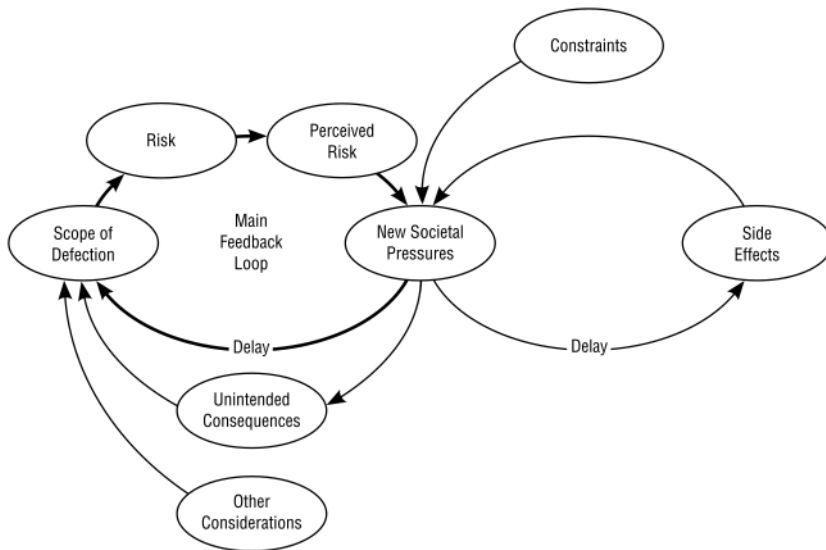 Constraints
Risk
Perceived
Risk
Main
Feedback
Loop
Scope of
Defection
New Societal
Pressures
Side
Effects
Delay
Delay
Unintended
Consequences
Other
Considerations